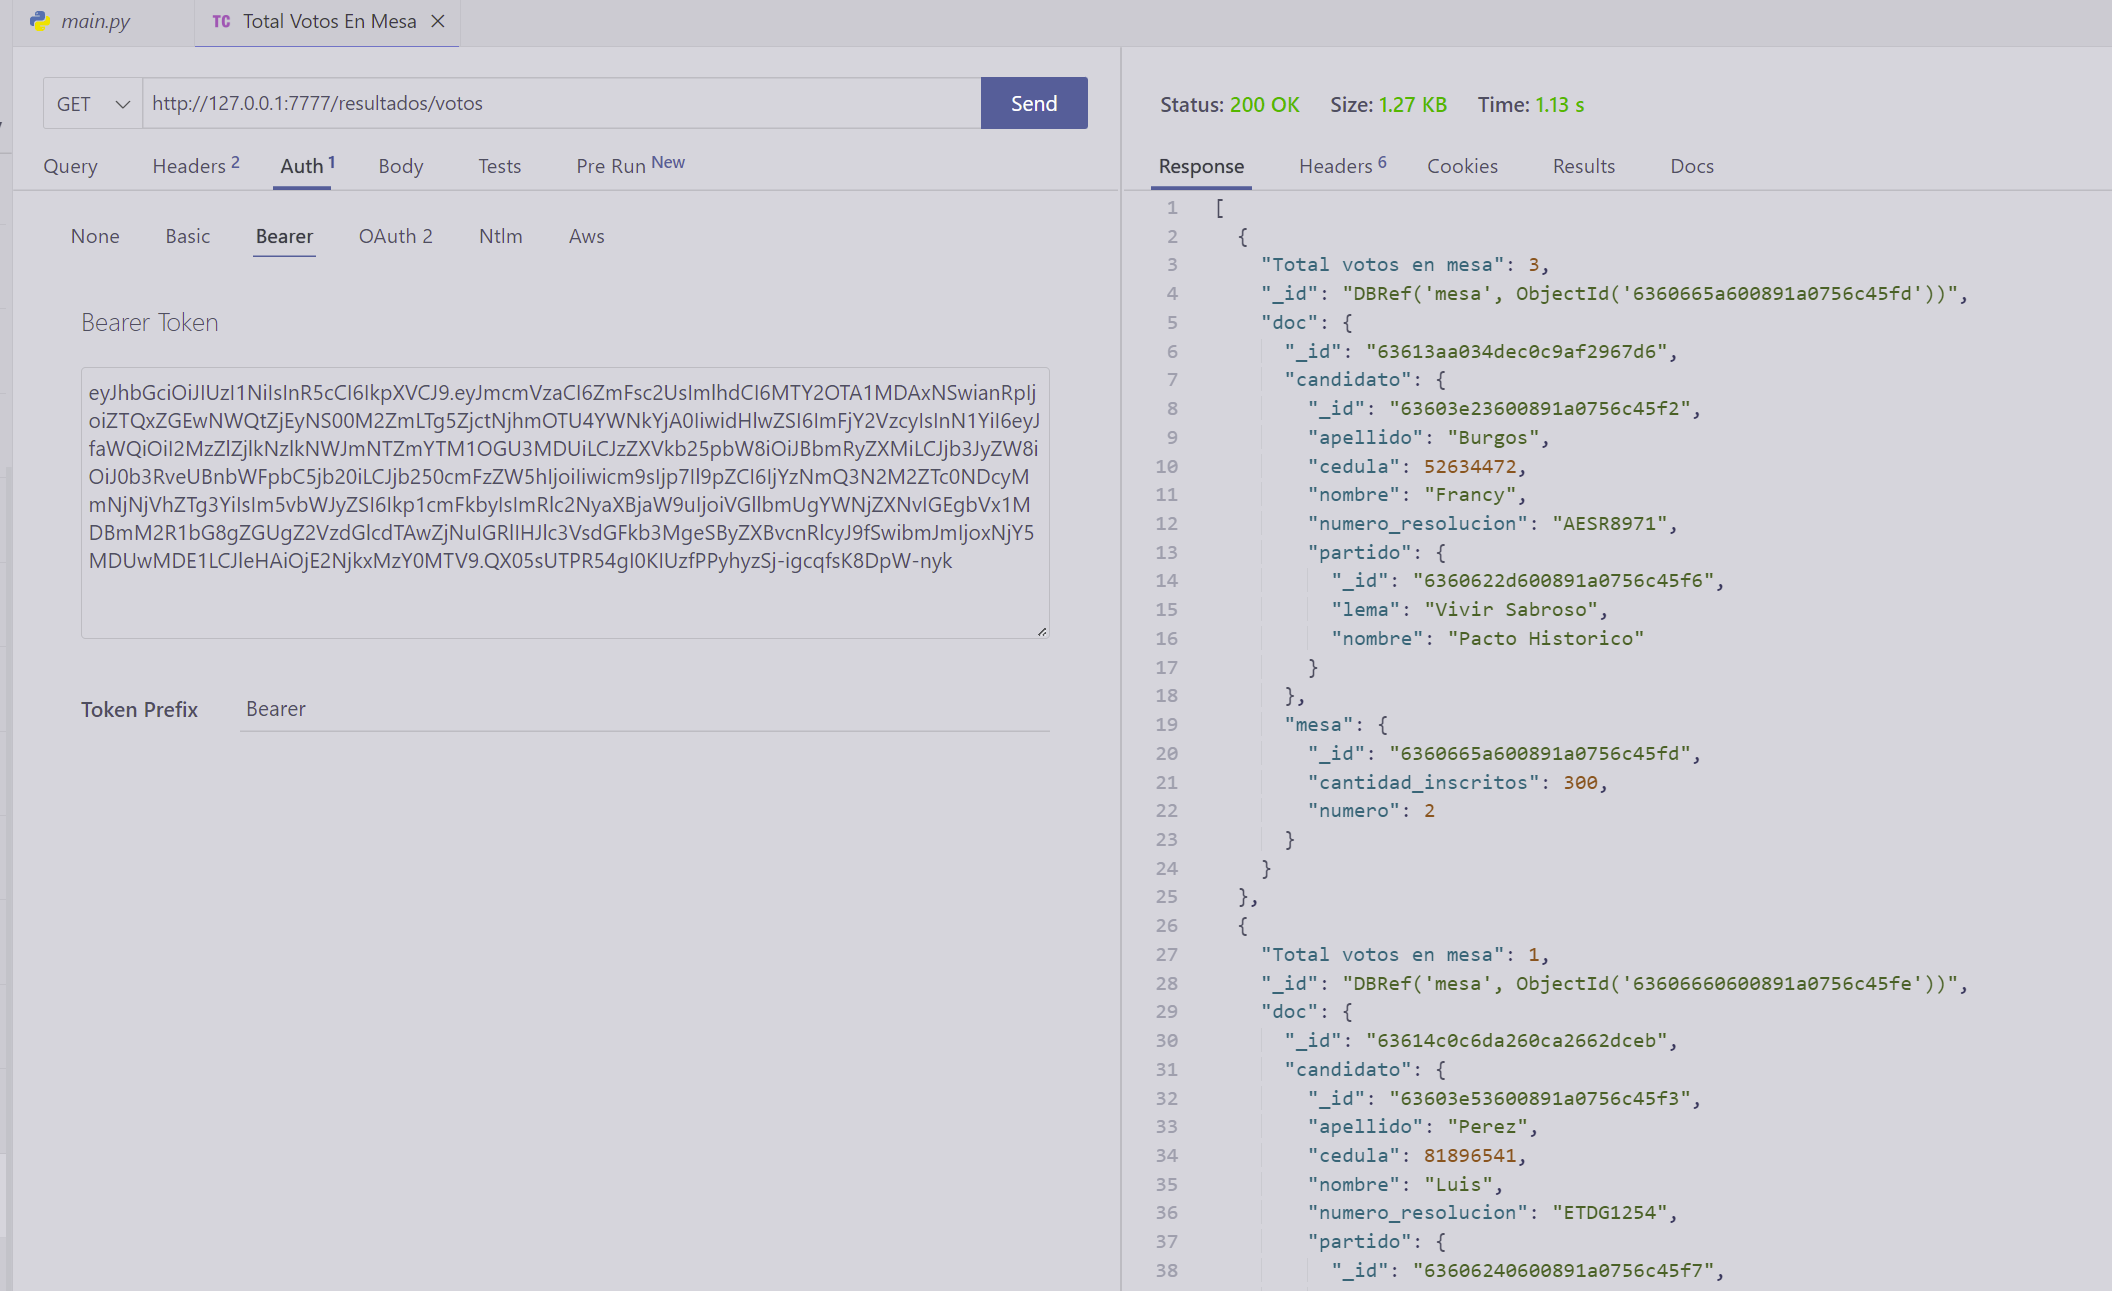 main.py
TC Total Votos En Mesa
GET http://127.0.0.1:7777/resultados/votos Send
Query Headers 2 Auth 1 Body Tests Pre Run New
None Basic Bearer OAuth 2 Ntlm Aws
Bearer Token
eyJhbGciOiJIUzI1NiIsInR5cCI6IkpXVCJ9.eyJmcmVzaCI6ZmFsc2UsImlhdCI6MTY2OTA1MDAxNSwianRpIj
oiZTQxZGEwNWQtZjEyNS00M2ZmLTg5ZjctNjhmOTU4YWNkYjA0IiwidHlwZSI6ImFjY2VzcyIsInN1YiI6eyJ
faWQiOiI2MzZlZjlkNzlkNWJmNTZmYTM1OGU3MDUiLCJzZXVkb25pbW8iOiJBbmRyZXMiLCJjb3JyZW8i
OiJ0b3RveUBnbWFpbC5jb20iLCJjb250cmFzZW5hIjoiIiwicm9sIjp7Il9pZCI6IjYzNmQ3N2M2ZTc0NDcyM
mNjNjVhZTg3YiIsIm5vbWJyZSI6Ikp1cmFkbyIsImRlc2NyaXBjaW9uIjoiVGllbmUgYWNjZXNvIGEgbVx1M
DBmM2R1bG8gZGUgZ2VzdGlcdTAwZjNuIGRlIHJlc3VsdGFkb3MgeSByZXBvcnRlcyJ9fSwibmJmIjoxNjY5
MDUwMDE1LCJleHAiOjE2NjkxMzY0MTV9.QX05sUTPR54gI0KIUzfPPyhyzSj-igcqfsK8DpW-nyk
Token Prefix Bearer
Status: 200 OK Size: 1.27 KB Time: 1.13 s
Response Headers 6 Cookies Results Docs
1 [
2 {
3 "Total votos en mesa": 3,
4 "_id": "DBRef('mesa', ObjectId('6360665a600891a0756c45fd'))",
5 "doc": {
6 "_id": "63613aa034dec0c9af2967d6",
7 "candidato": {
8 "_id": "63603e23600891a0756c45f2",
9 "apellido": "Burgos",
10 "cedula": 52634472,
11 "nombre": "Francy",
12 "numero_resolucion": "AESR8971",
13 "partido": {
14 "_id": "6360622d600891a0756c45f6",
15 "lema": "Vivir Sabroso",
16 "nombre": "Pacto Historico"
17 }
18 },
19 "mesa": {
20 "_id": "6360665a600891a0756c45fd",
21 "cantidad_inscritos": 300,
22 "numero": 2
23 }
24 }
25 },
26 {
27 "Total votos en mesa": 1,
28 "_id": "DBRef('mesa', ObjectId('63606660600891a0756c45fe'))",
29 "doc": {
30 "_id": "63614c0c6da260ca2662dceb",
31 "candidato": {
32 "_id": "63603e53600891a0756c45f3",
33 "apellido": "Perez",
34 "cedula": 81896541,
35 "nombre": "Luis",
36 "numero_resolucion": "ETDG1254",
37 "partido": {
38 "_id": "63606240600891a0756c45f7",